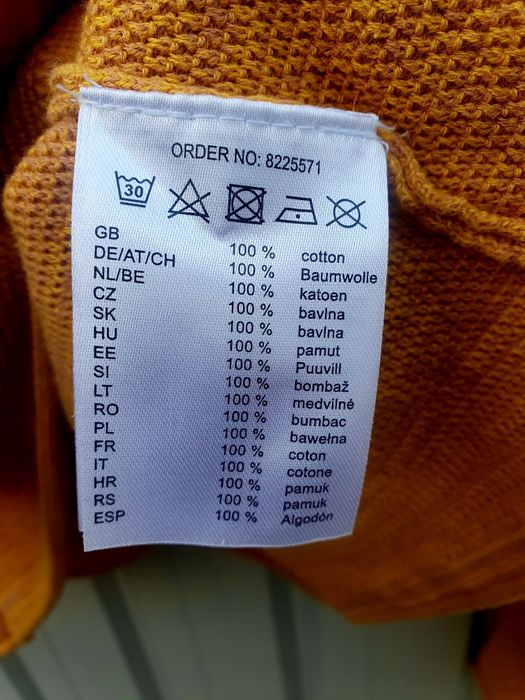 ORDER NO: 8225571
30
GB 100 % cotton
DE/AT/CH 100 % Baumwolle
NL/BE 100 % katoen
CZ 100 % bavlna
SK 100 % bavlna
HU 100 % pamut
EE 100 % Puuvill
SI 100 % bombaž
LT 100 % medvilnė
RO 100 % bumbac
PL 100 % bawełna
FR 100 % coton
IT 100 % cotone
HR 100 % pamuk
RS 100 % pamuk
ESP 100 % Algodón